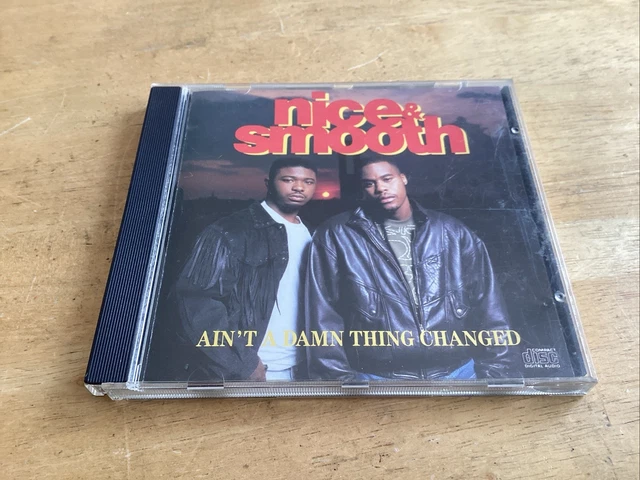 nice &
smooth
AIN'T A DAMN THING CHANGED
COMPACT
disc
DIGITAL AUDIO